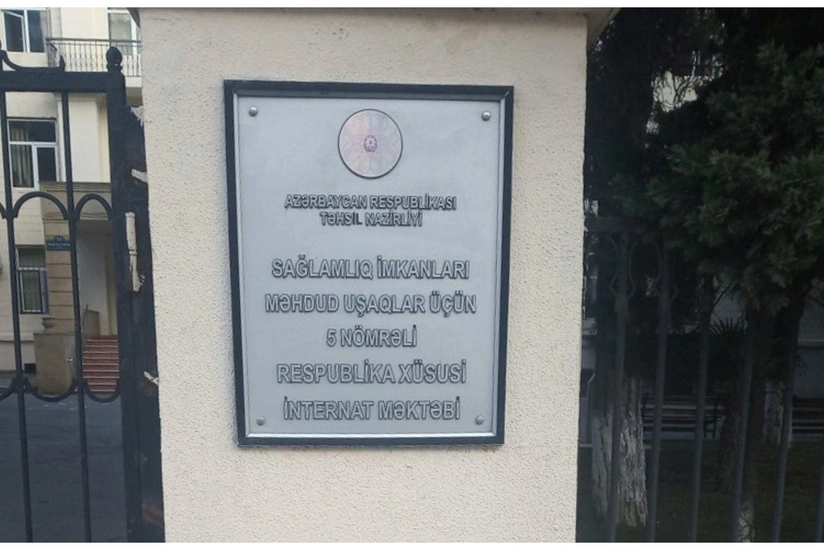 AZƏRBAYCAN RESPUBLİKASI
TƏHSİL NAZİRLİYİ
SAĞLAMLIQ İMKANLARI
MƏHDUD UŞAQLAR ÜÇÜN
5 NÖMRƏLİ
RESPUBLİKA XÜSUSİ
İNTERNAT MƏKTƏBİ